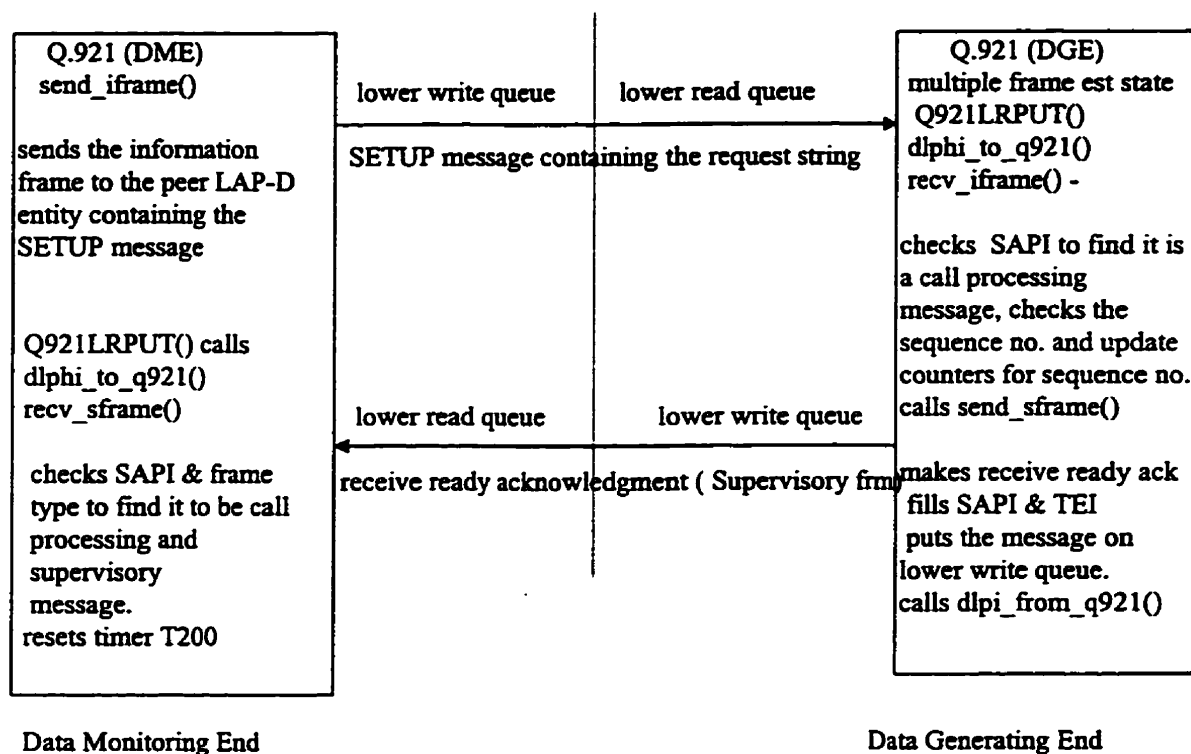 Q.921 (DME)
send_iframe()
sends the information
frame to the peer LAP-D
entity containing the
SETUP message
Q921LRPUT() calls
dlphi_to_q921()
recv_sframe()
checks SAPI & frame
type to find it to be call
processing and
supervisory
message.
resets timer T200
lower write queue
lower read queue
SETUP message containing the request string
lower read queue
lower write queue
receive ready acknowledgment ( Supervisory frm)
Q.921 (DGE)
multiple frame est state
Q921LRPUT()
dlphi_to_q921()
recv_iframe() -
checks SAPI to find it is
a call processing
message, checks the
sequence no. and update
counters for sequence no.
calls send_sframe()
makes receive ready ack
fills SAPI & TEI
puts the message on
lower write queue.
calls dlpi_from_q921()
Data Monitoring End
Data Generating End